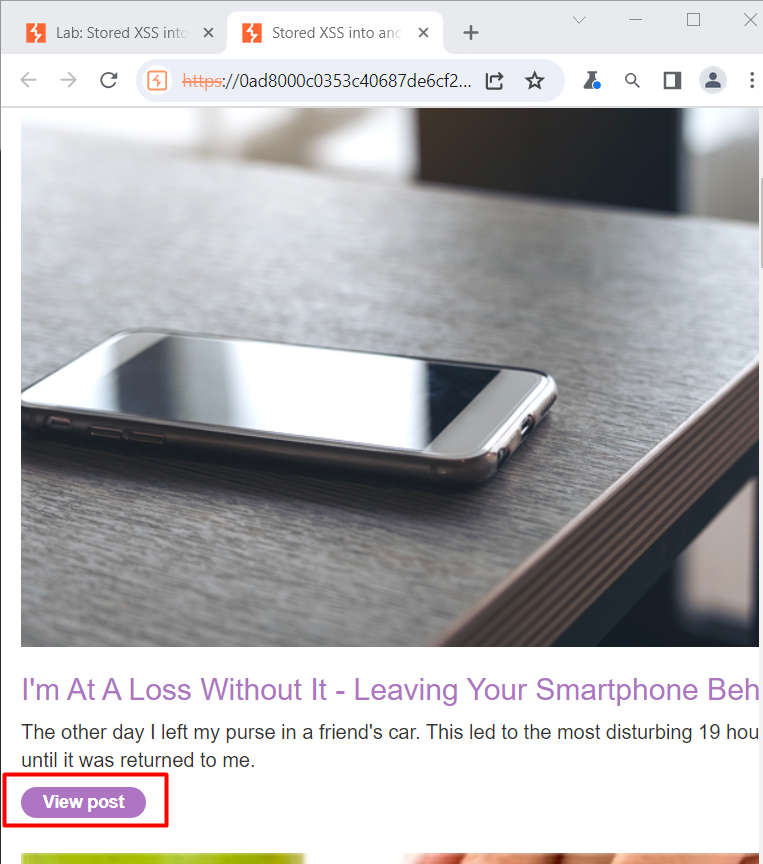 Lab: Stored XSS into
Stored XSS into an
https://0ad8000c0353c40687de6cf2...
I'm At A Loss Without It - Leaving Your Smartphone Beh
The other day I left my purse in a friend's car. This led to the most disturbing 19 hou
until it was returned to me.
View post